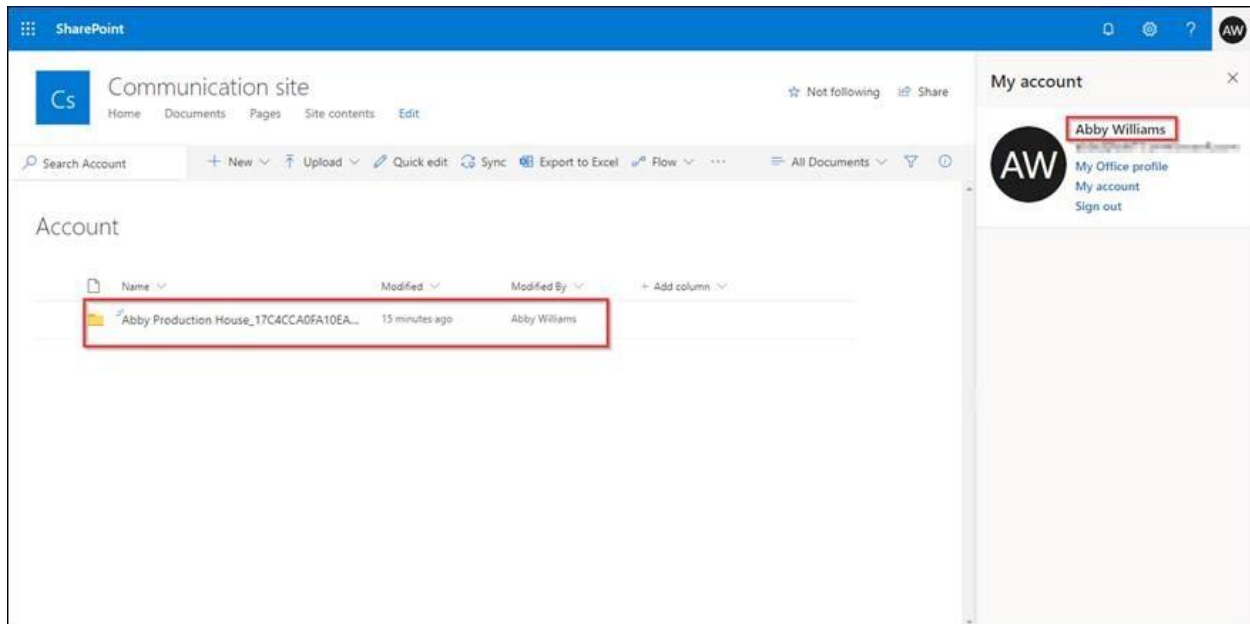 SharePoint
? AW
Cs
Communication site
Home Documents Pages Site contents Edit
Not following Share
Search Account
New Upload Quick edit Sync Export to Excel Flow ... All Documents
Account
Name Modified Modified By + Add column
Abby Production House_17C4CCA0FA10EA... 15 minutes ago Abby Williams
My account
AW
Abby Williams
My Office profile
My account
Sign out